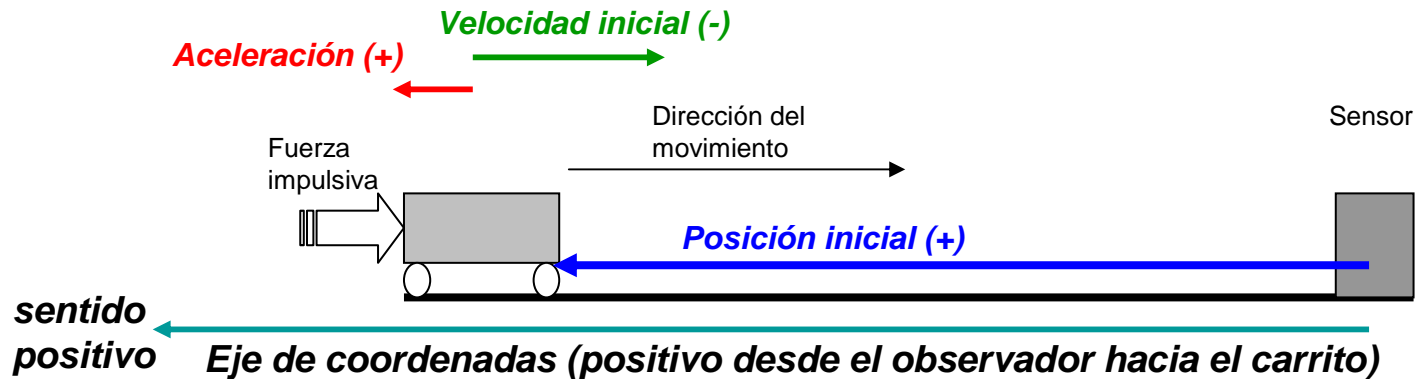 Velocidad inicial (-)
Aceleración (+)
Dirección del
movimiento
Sensor
Fuerza
impulsiva
Posición inicial (+)
sentido
positivo
Eje de coordenadas (positivo desde el observador hacia el carrito)